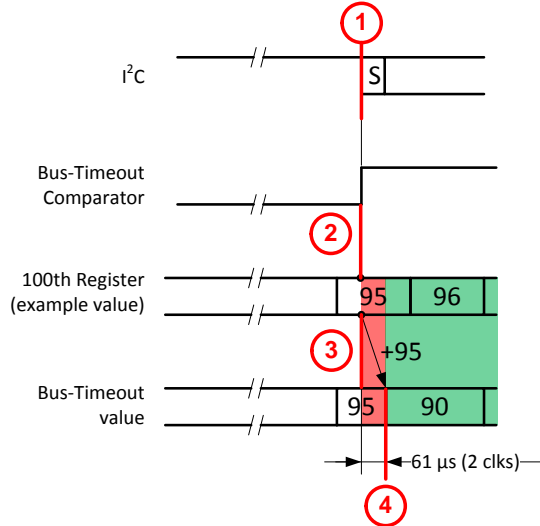 1
I²C
S
Bus-Timeout
Comparator
2
100th Register
(example value)
95
96
3
+95
Bus-Timeout
value
95
90
61 µs (2 clks)
4